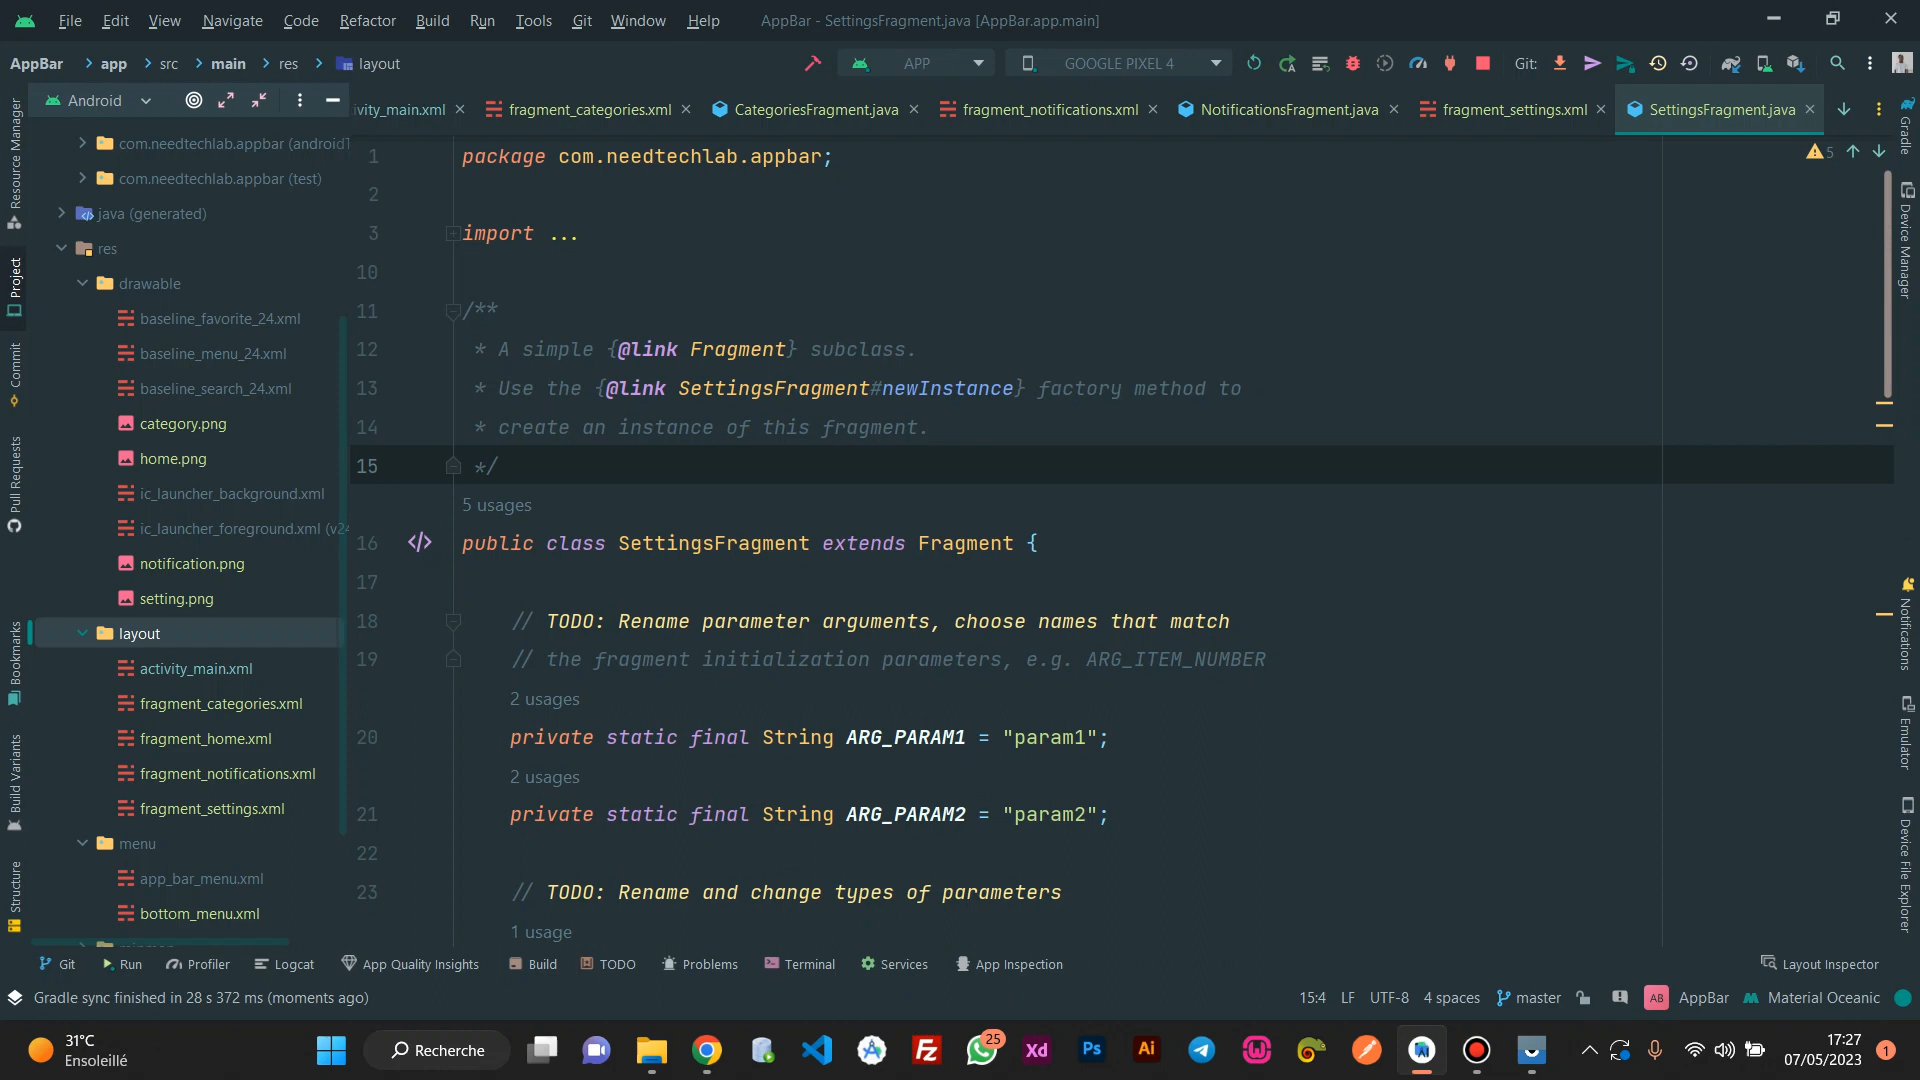 File Edit View Navigate Code Refactor Build Run Tools Git Window Help AppBar - SettingsFragment.java [AppBar.app.main]
AppBar app src main res layout APP GOOGLE PIXEL 4 Git:
Android
ivity_main.xml fragment_categories.xml CategoriesFragment.java fragment_notifications.xml NotificationsFragment.java fragment_settings.xml SettingsFragment.java
Resource Manager
Project
Commit
Pull Requests
Bookmarks
Build Variants
Structure
com.needtechlab.appbar (androidT
com.needtechlab.appbar (test)
java (generated)
res
drawable
baseline_favorite_24.xml
baseline_menu_24.xml
baseline_search_24.xml
category.png
home.png
ic_launcher_background.xml
ic_launcher_foreground.xml (v24
notification.png
setting.png
layout
activity_main.xml
fragment_categories.xml
fragment_home.xml
fragment_notifications.xml
fragment_settings.xml
menu
app_bar_menu.xml
bottom_menu.xml
5
1 package com.needtechlab.appbar;
2
3 import ...
10
11 /**
12 * A simple {@link Fragment} subclass.
13 * Use the {@link SettingsFragment#newInstance} factory method to
14 * create an instance of this fragment.
15 */
5 usages
16 public class SettingsFragment extends Fragment {
17
18 // TODO: Rename parameter arguments, choose names that match
19 // the fragment initialization parameters, e.g. ARG_ITEM_NUMBER
2 usages
20 private static final String ARG_PARAM1 = "param1";
2 usages
21 private static final String ARG_PARAM2 = "param2";
22
23 // TODO: Rename and change types of parameters
1 usage
Gradle
Device Manager
Notifications
Emulator
Device File Explorer
Git Run Profiler Logcat App Quality Insights Build TODO Problems Terminal Services App Inspection Layout Inspector
Gradle sync finished in 28 s 372 ms (moments ago) 15:4 LF UTF-8 4 spaces master AB AppBar Material Oceanic
31°C
Ensoleillé
Recherche
Fz
25
Xd
Ps
Ai
17:27
07/05/2023
1